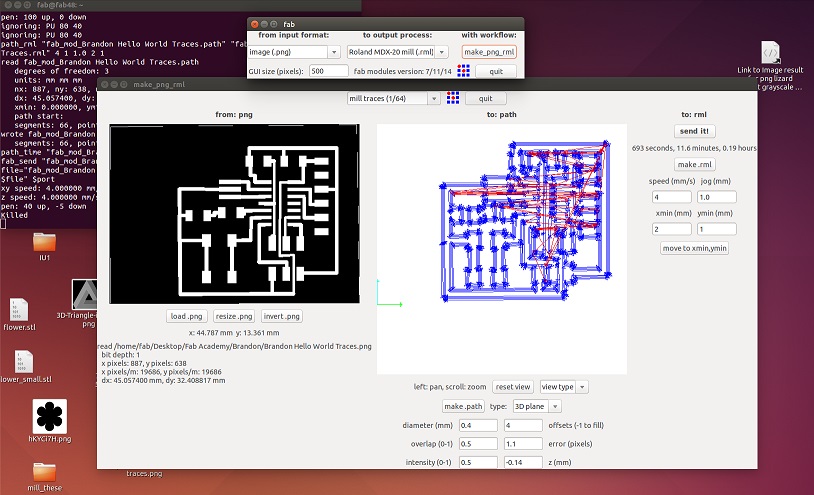 fab@fab48: ~
pen: 100 up, 0 down
ignoring: PU 80 40
ignoring: PU 80 40
path_rml "fab_mod_Brandon Hello World Traces.path" "fab
Traces.rml" 4 1 1.0 2 1
read fab_mod_Brandon Hello World Traces.path
degrees of freedom: 3
units: mm mm mm
nx: 887, ny: 638,
dx: 45.057400, dy:
xmin: 0.000000, ym
path start:
segments: 66, poin
wrote fab_mod_Bran
segments: 66, poin
path_time "fab_mod_B
fab_send "fab_mod_Br
file="fab_mod_Brando
$file" $port
xy speed: 4.000000 mm
z speed: 4.000000 mm/
pen: 40 up, -5 down
Killed
fab
from input format:
to output process:
with workflow:
image (.png)
Roland MDX-20 mill (.rml)
make_png_rml
GUI size (pixels):
500
fab modules version: 7/11/14
quit
make_png_rml
mill traces (1/64)
quit
from: png
to: path
to: rml
send it!
693 seconds, 11.6 minutes, 0.19 hours
make .rml
speed (mm/s)
jog (mm)
4
1.0
xmin (mm)
ymin (mm)
2
1
move to xmin,ymin
load .png
resize .png
invert .png
x: 44.787 mm y: 13.361 mm
read /home/fab/Desktop/Fab Academy/Brandon/Brandon Hello World Traces.png
bit depth: 1
x pixels: 887, y pixels: 638
x pixels/m: 19686, y pixels/m: 19686
dx: 45.057400 mm, dy: 32.408817 mm
left: pan, scroll: zoom
reset view
view type
make .path
type:
3D plane
diameter (mm)
0.4
4
offsets (-1 to fill)
overlap (0-1)
0.5
1.1
error (pixels)
intensity (0-1)
0.5
-0.14
z (mm)
IU1
flower.stl
3D-Triangle-
png
lower_small.stl
hKYCi7H.png
mill_these
traces.png
Link to Image result
or png lizard
t grayscale ...